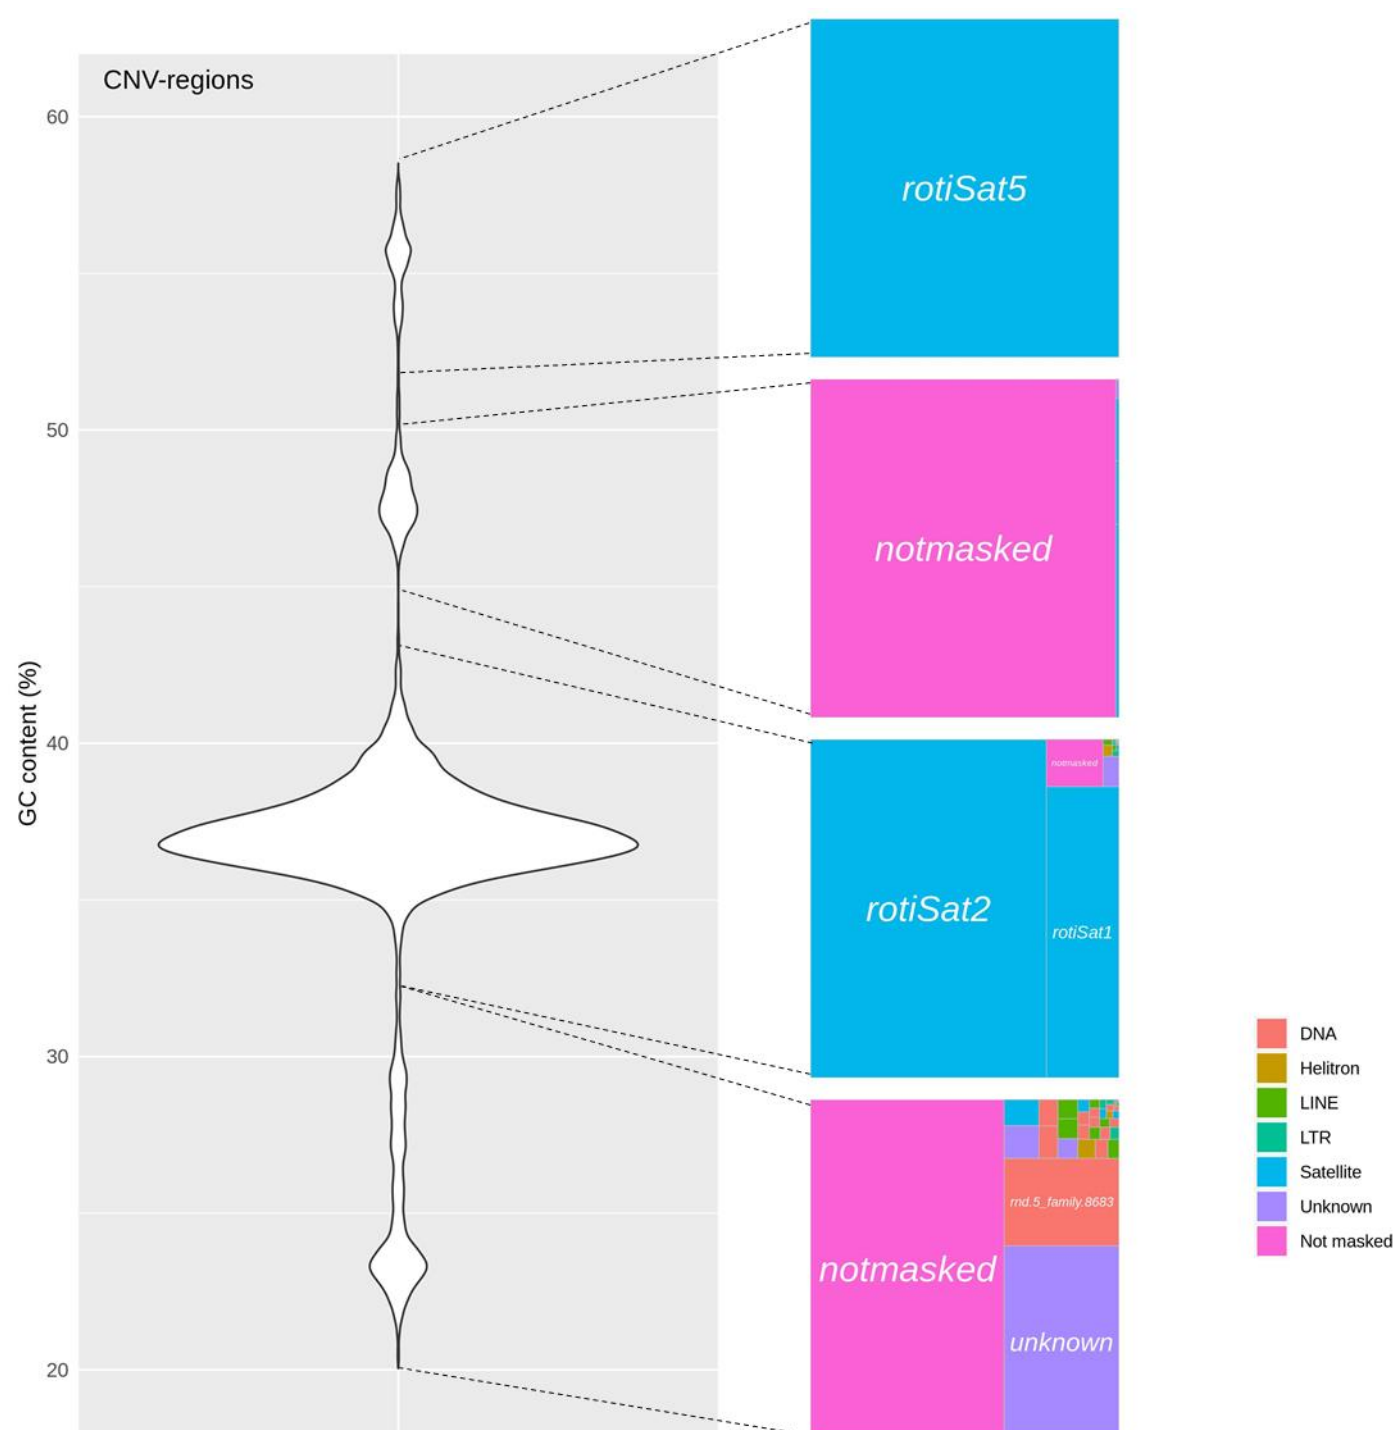 CNV-regions
60
50
40
30
20
GC content (%)
rotiSat5
notmasked
rotiSat2
notmasked
rotiSat1
notmasked
rnd.5_family.8683
unknown
DNA
Helitron
LINE
LTR
Satellite
Unknown
Not masked